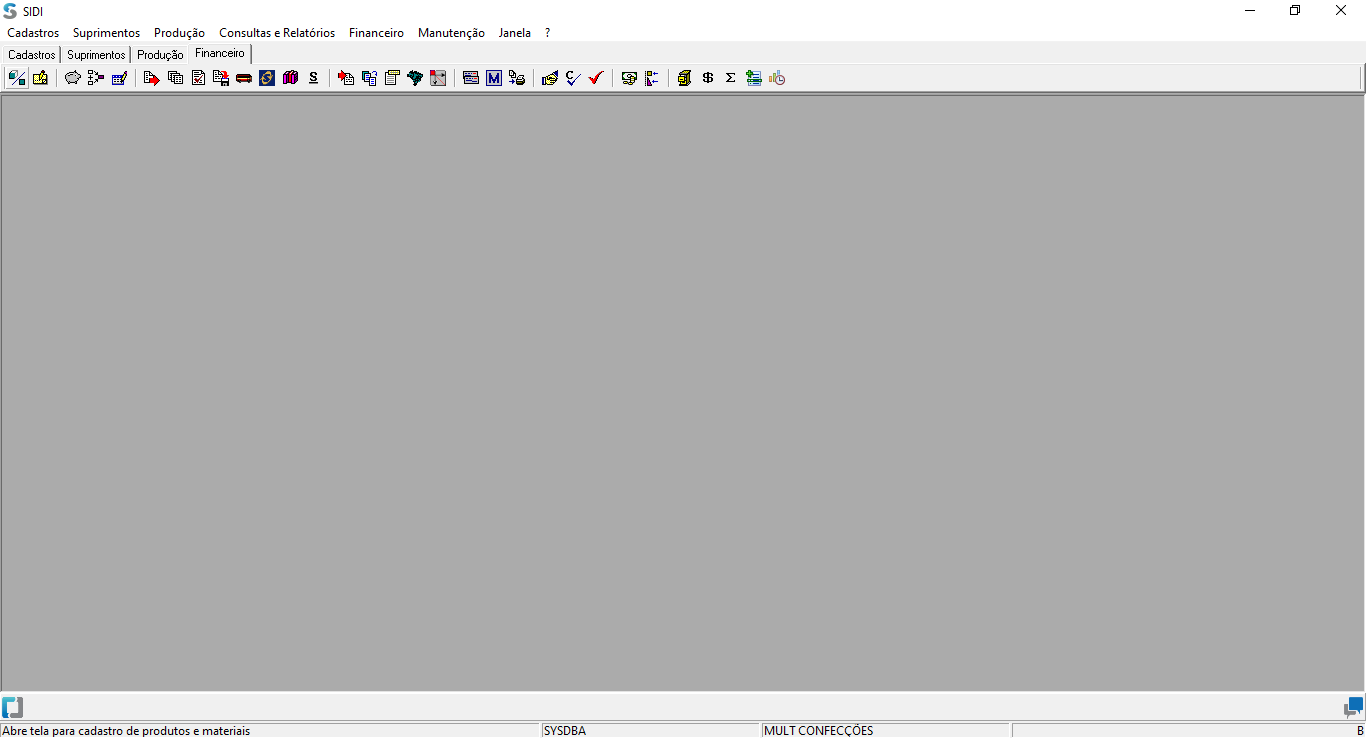 SIDI
Cadastros Suprimentos Produção Consultas e Relatórios Financeiro Manutenção Janela ?
Cadastros Suprimentos Produção Financeiro
S M $ Σ
Abre tela para cadastro de produtos e materiais SYSDBA MULT CONFECÇÕES B